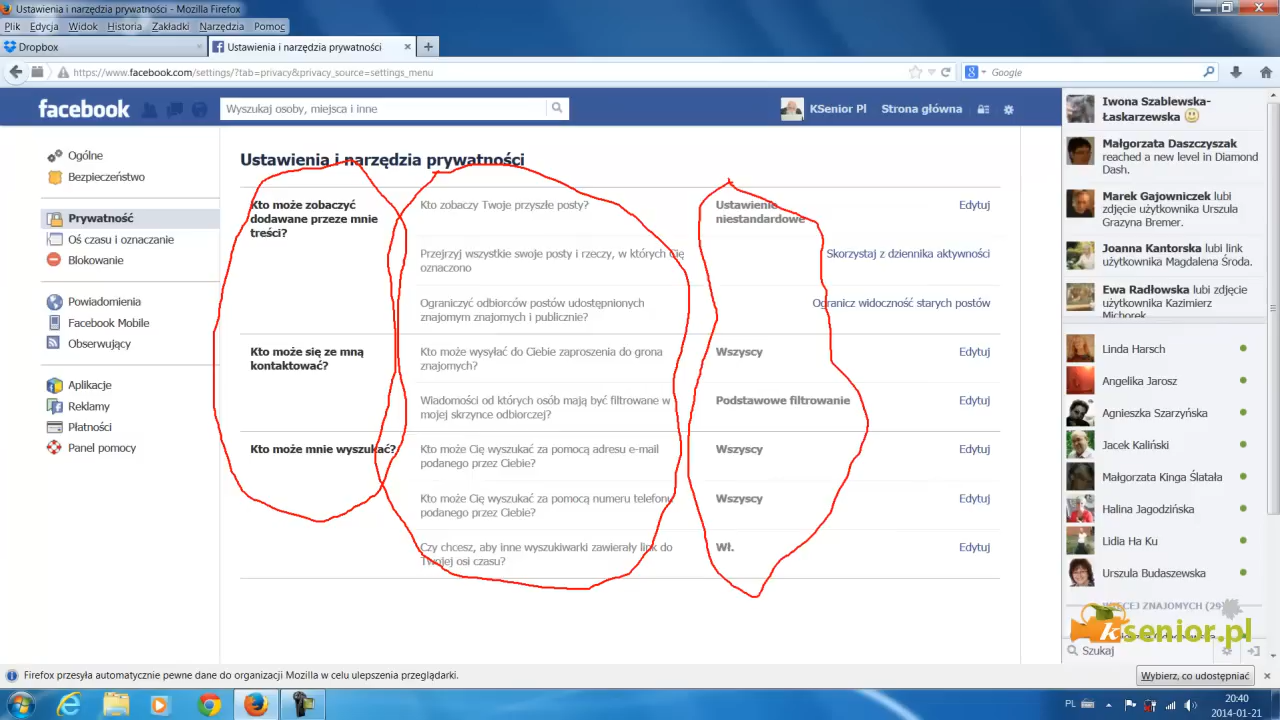 Ustawienia i narzędzia prywatności - Mozilla Firefox
Plik Edycja Widok Historia Zakładki Narzędzia Pomoc
Dropbox
Ustawienia i narzędzia prywatności
https://www.facebook.com/settings/?tab=privacy&privacy_source=settings_menu
Google
facebook
Wyszukaj osoby, miejsca i inne
KSenior Pl
Strona główna
Ogólne
Bezpieczeństwo
Prywatność
Oś czasu i oznaczanie
Blokowanie
Powiadomienia
Facebook Mobile
Obserwujący
Aplikacje
Reklamy
Płatności
Panel pomocy
Ustawienia i narzędzia prywatności
Kto może zobaczyć
dodawane przeze mnie
treści?
Kto zobaczy Twoje przyszłe posty?
Ustawienie
niestandardowe
Edytuj
Przejrzyj wszystkie swoje posty i rzeczy, w których Cię
oznaczono
Skorzystaj z dziennika aktywności
Ograniczyć odbiorców postów udostępnionych
znajomym znajomych i publicznie?
Ogranicz widoczność starych postów
Kto może się ze mną
kontaktować?
Kto może wysyłać do Ciebie zaproszenia do grona
znajomych?
Wszyscy
Edytuj
Wiadomości od których osób mają być filtrowane w
mojej skrzynce odbiorczej?
Podstawowe filtrowanie
Edytuj
Kto może mnie wyszukać?
Kto może Cię wyszukać za pomocą adresu e-mail
podanego przez Ciebie?
Wszyscy
Edytuj
Kto może Cię wyszukać za pomocą numeru telefonu
podanego przez Ciebie?
Wszyscy
Edytuj
Czy chcesz, aby inne wyszukiwarki zawierały link do
Twojej osi czasu?
Wł.
Edytuj
Iwona Szablewska-
Łaskarzewska
Małgorzata Daszczyszak
reached a new level in Diamond
Dash.
Marek Gajowniczek lubi
zdjęcie użytkownika Urszula
Grazyna Bremer.
Joanna Kantorska lubi link
użytkownika Magdalena Środa.
Ewa Radłowska lubi zdjęcie
użytkownika Kazimierz
Michorek
Linda Harsch
Angelika Jarosz
Agnieszka Szarzyńska
Jacek Kaliński
Małgorzata Kinga Ślatała
Halina Jagodzińska
Lidia Ha Ku
Urszula Budaszewska
WIĘCEJ ZNAJOMYCH (29)
ksenior.pl
Szukaj
Firefox przesyła automatycznie pewne dane do organizacji Mozilla w celu ulepszenia przeglądarki.
Wybierz, co udostępniać
PL
20:40
2014-01-21